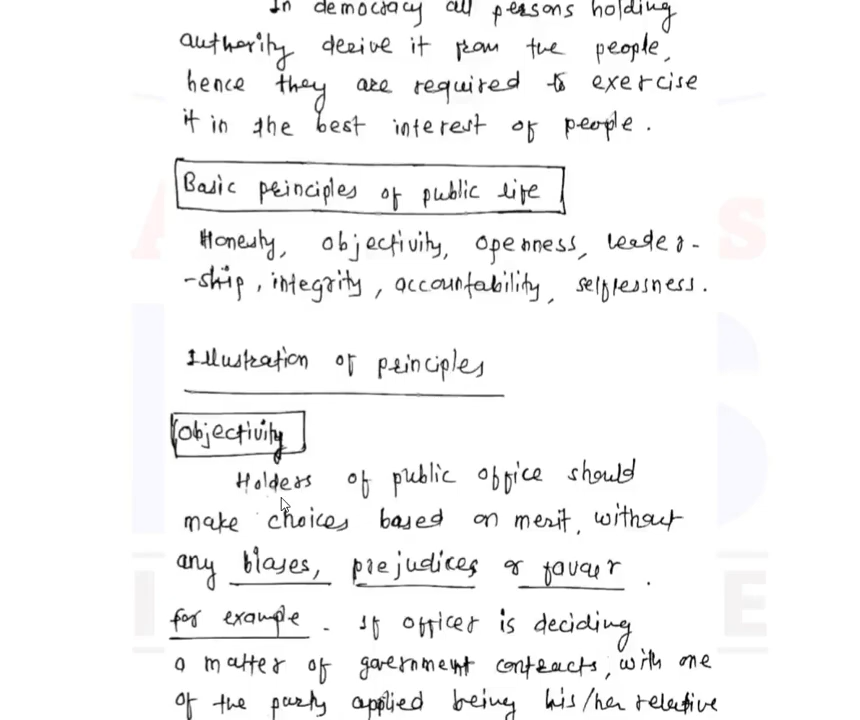 In democracy all persons holding
authority derive it from the people,
hence they are required to exercise
it in the best interest of people.
Basic principles of public life
Honesty, objectivity, openness, leader-
-ship, integrity, accountability, selflessness.
Illustration of principles
Objectivity
Holders of public office should
make choices based on merit, without
any biases, prejudices or favour.
for example. If officer is deciding
a matter of government contracts, with one
of the party applied being his/her relative